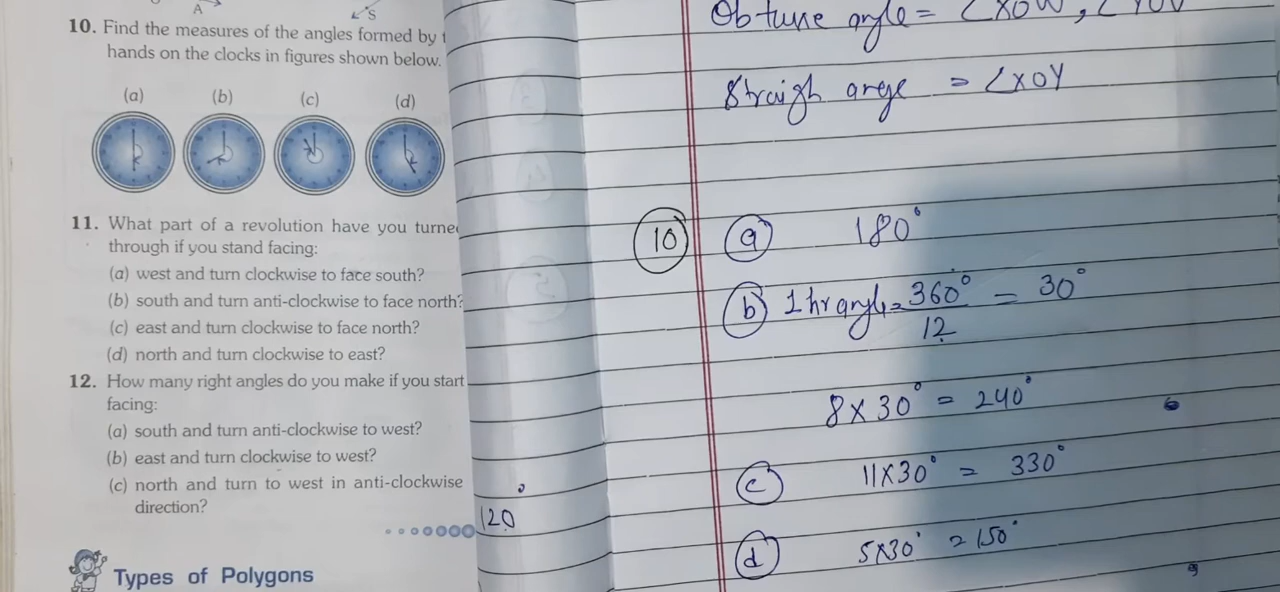 A
S
10. Find the measures of the angles formed by
hands on the clocks in figures shown below.
(a) (b) (c) (d)
11. What part of a revolution have you turne
through if you stand facing:
(a) west and turn clockwise to face south?
(b) south and turn anti-clockwise to face north?
(c) east and turn clockwise to face north?
(d) north and turn clockwise to east?
12. How many right angles do you make if you start
facing:
(a) south and turn anti-clockwise to west?
(b) east and turn clockwise to west?
(c) north and turn to west in anti-clockwise
direction?
Types of Polygons
120
Obtuse angle = ∠XOW, ∠YOV
Straigh angle = ∠XOY
10 a 180°
b 1 hr angle = 360°/12 = 30°
8 X 30° = 240°
c 11 X 30° = 330°
d 5 X 30° = 150°